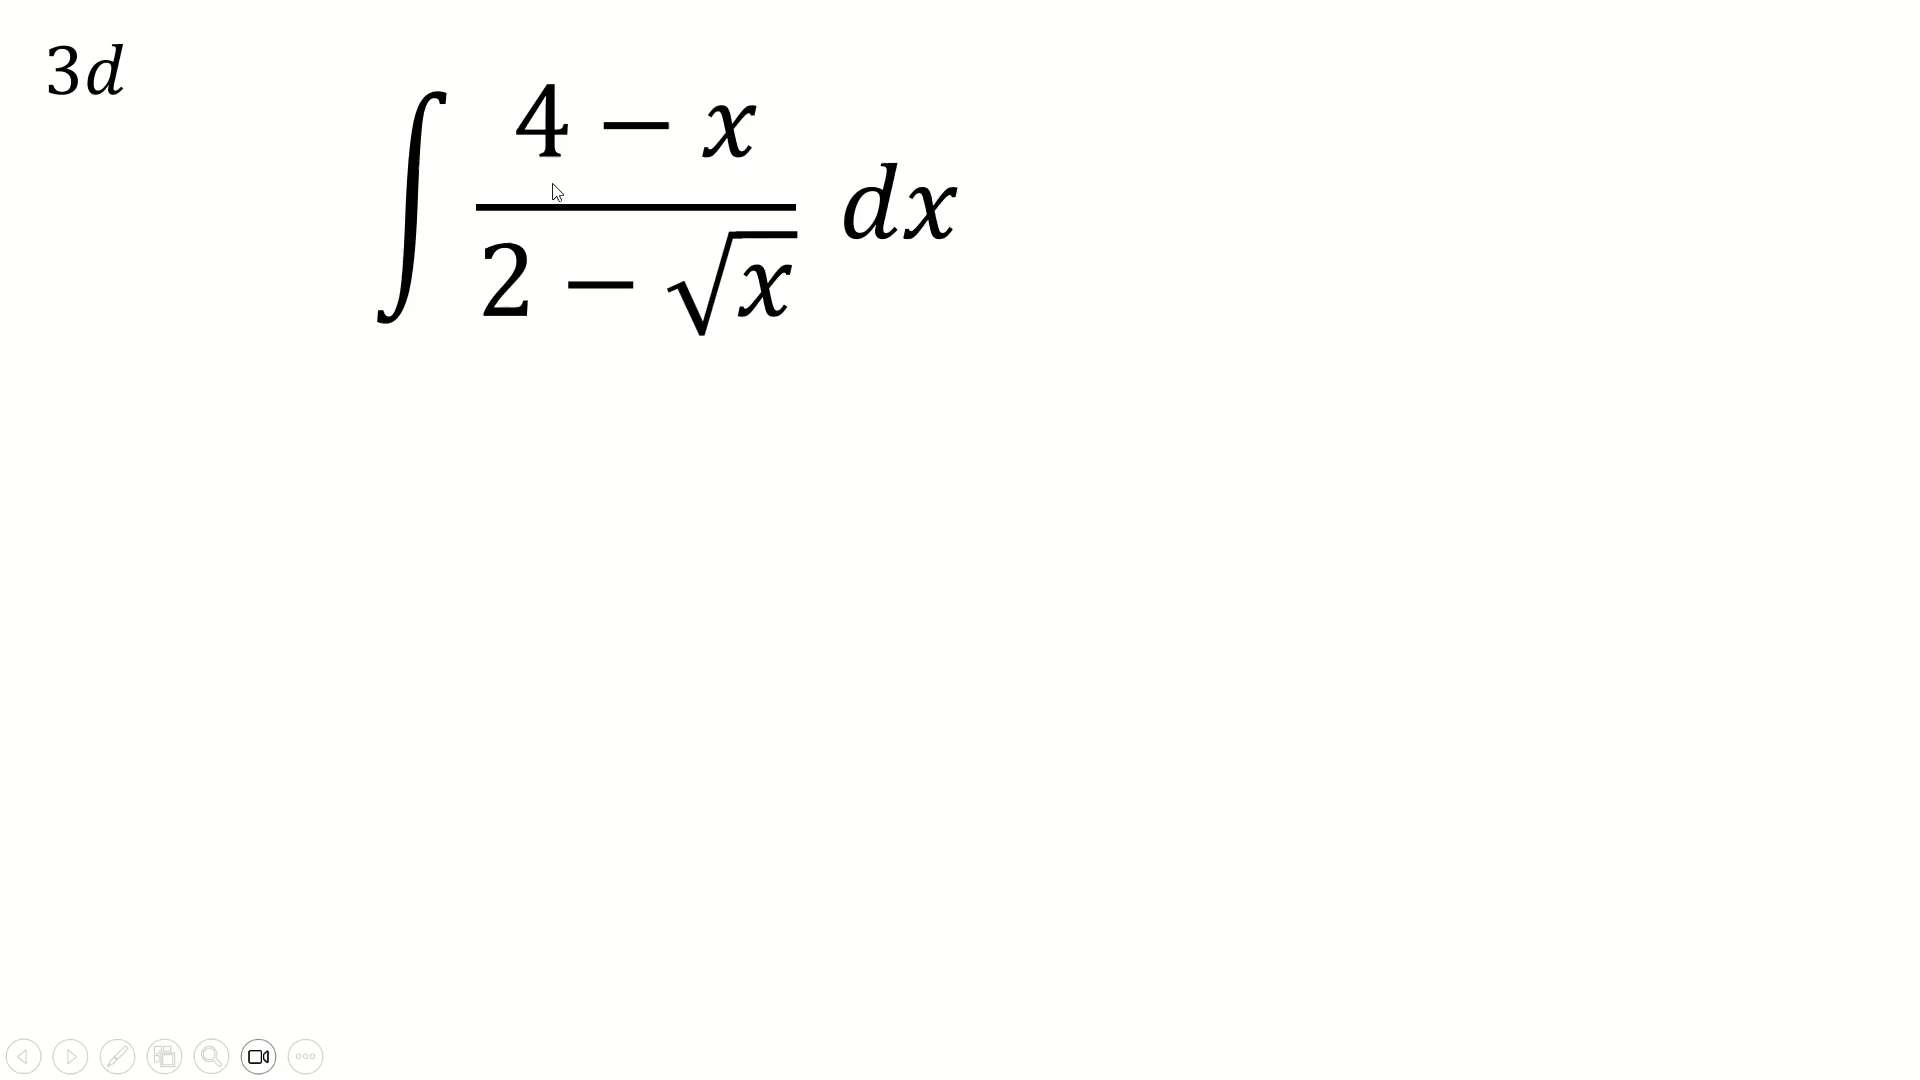 3d
∫ (4 − x)/(2 − √x) dx